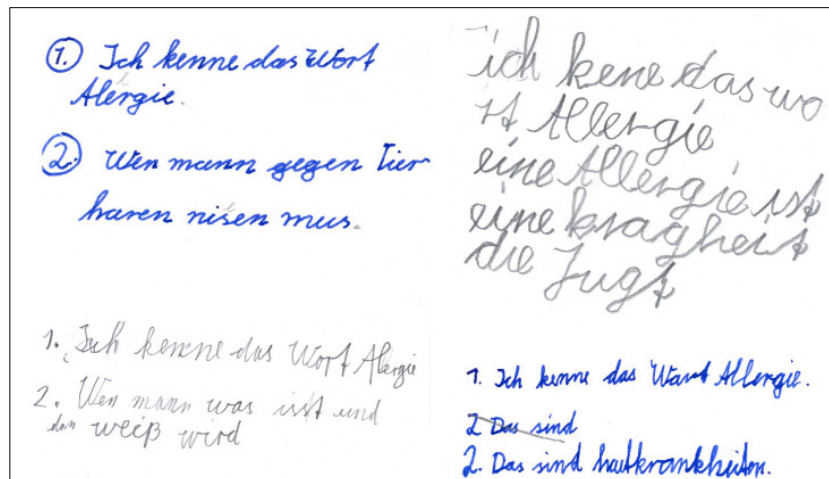 1. Ich kenne das Wort
Alergie.
2. Wen mann gegen Tier
haren nisen mus.
ich kene das wo
rt Allergie
eine Allergie ist
eine kragheit
die Jugt
1. Ich kenne das Wort Alergie
2. Wen mann was isst und
dan weiß wird
1. Ich kenne das Wort Allergie.
2 Das sind
2. Das sind hautkrankheiten.